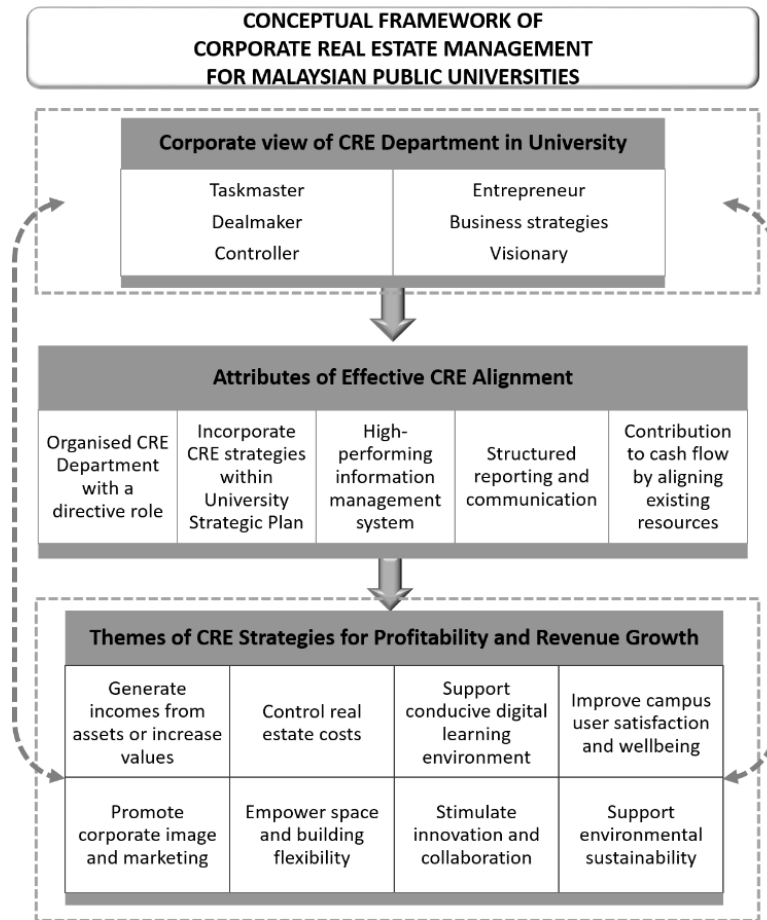 CONCEPTUAL FRAMEWORK OF
CORPORATE REAL ESTATE MANAGEMENT
FOR MALAYSIAN PUBLIC UNIVERSITIES
Corporate view of CRE Department in University
Taskmaster
Dealmaker
Controller
Entrepreneur
Business strategies
Visionary
Attributes of Effective CRE Alignment
Organised CRE
Department
with a
directive role
Incorporate
CRE strategies
within
University
Strategic Plan
High-
performing
information
management
system
Structured
reporting and
communication
Contribution
to cash flow
by aligning
existing
resources
Themes of CRE Strategies for Profitability and Revenue Growth
Generate
incomes from
assets or increase
values
Control real
estate costs
Support
conducive digital
learning
environment
Improve campus
user satisfaction
and wellbeing
Promote
corporate image
and marketing
Empower space
and building
flexibility
Stimulate
innovation and
collaboration
Support
environmental
sustainability